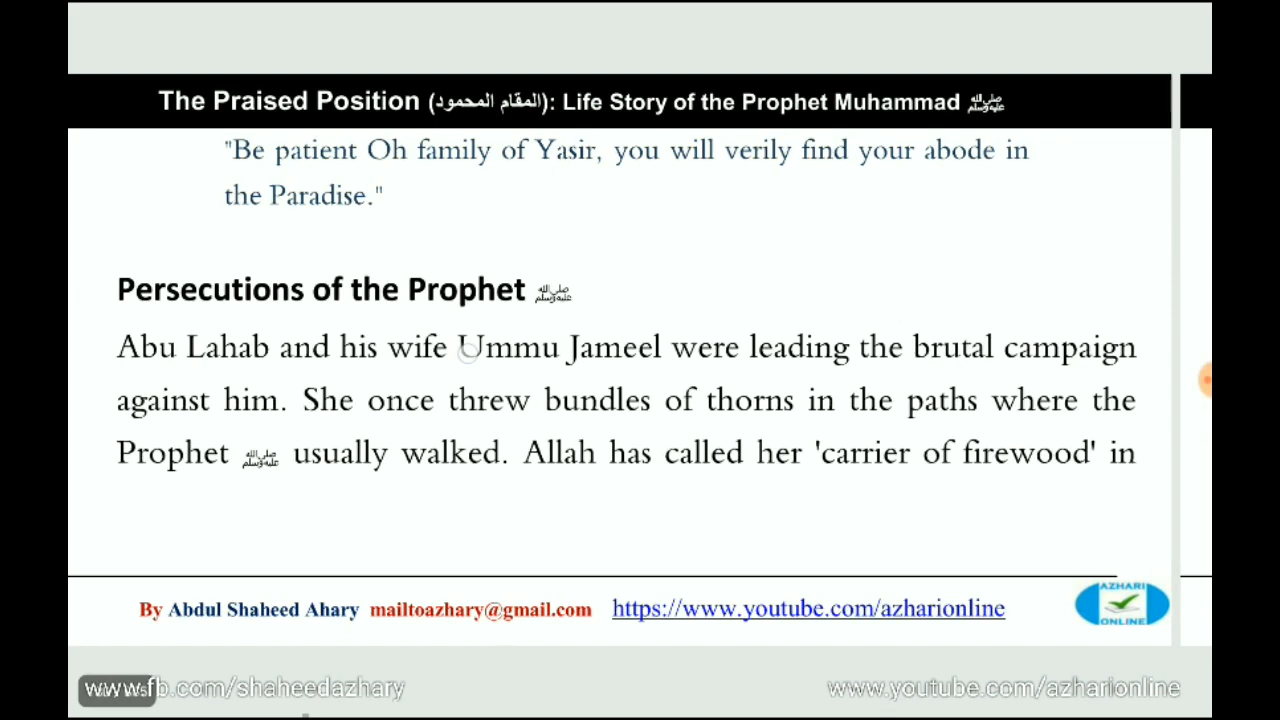 The Praised Position (المقام المحمود): Life Story of the Prophet Muhammad ﷺ
"Be patient Oh family of Yasir, you will verily find your abode in
the Paradise."
Persecutions of the Prophet ﷺ
Abu Lahab and his wife Ummu Jameel were leading the brutal campaign
against him. She once threw bundles of thorns in the paths where the
Prophet ﷺ usually walked. Allah has called her 'carrier of firewood' in
By Abdul Shaheed Ahary mailtoazhary@gmail.com https://www.youtube.com/azharionline
AZHARI
ONLINE
www.fb.com/shaheedazhary www.youtube.com/azharionline